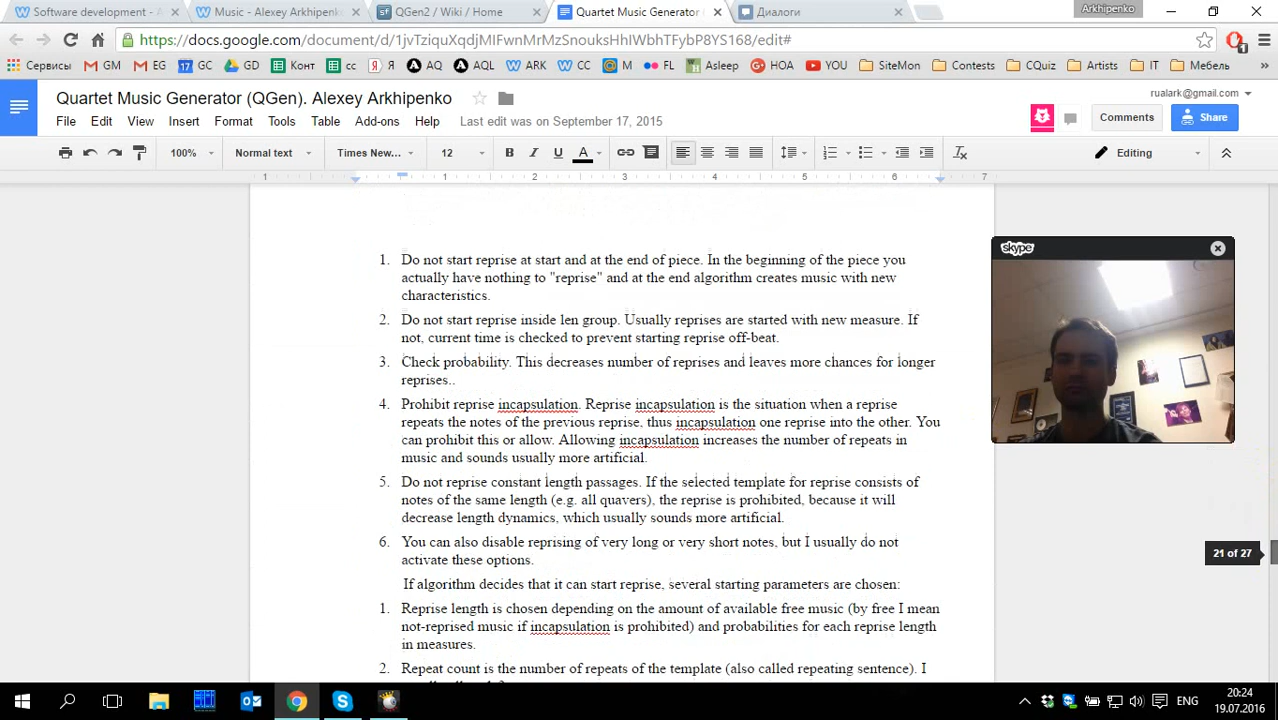 Software development -
Music - Alexey Arkhipenko
QGen2 / Wiki / Home
Quartet Music Generator
Диалоги
Arkhipenko
https://docs.google.com/document/d/1jvTziquXqdjMIFwnMrMzSnouksHhIWbhTFybP8YS168/edit#
Сервисы GM EG GC GD Конт cc Я AQ AQL ARK CC M FL Asleep HOA YOU SiteMon Contests CQuiz Artists IT Мебель
Quartet Music Generator (QGen). Alexey Arkhipenko
rualark@gmail.com
File Edit View Insert Format Tools Table Add-ons Help Last edit was on September 17, 2015
Comments Share
100% Normal text Times New... 12 B I U A Editing
1 1 2 3 4 5 6 7
1. Do not start reprise at start and at the end of piece. In the beginning of the piece you
actually have nothing to "reprise" and at the end algorithm creates music with new
characteristics.
2. Do not start reprise inside len group. Usually reprises are started with new measure. If
not, current time is checked to prevent starting reprise off-beat.
3. Check probability. This decreases number of reprises and leaves more chances for longer
reprises..
4. Prohibit reprise incapsulation. Reprise incapsulation is the situation when a reprise
repeats the notes of the previous reprise, thus incapsulation one reprise into the other. You
can prohibit this or allow. Allowing incapsulation increases the number of repeats in
music and sounds usually more artificial.
5. Do not reprise constant length passages. If the selected template for reprise consists of
notes of the same length (e.g. all quavers), the reprise is prohibited, because it will
decrease length dynamics, which usually sounds more artificial.
6. You can also disable reprising of very long or very short notes, but I usually do not
activate these options.
If algorithm decides that it can start reprise, several starting parameters are chosen:
1. Reprise length is chosen depending on the amount of available free music (by free I mean
not-reprised music if incapsulation is prohibited) and probabilities for each reprise length
in measures.
2. Repeat count is the number of repeats of the template (also called repeating sentence). I
skype
21 of 27
ENG
20:24
19.07.2016